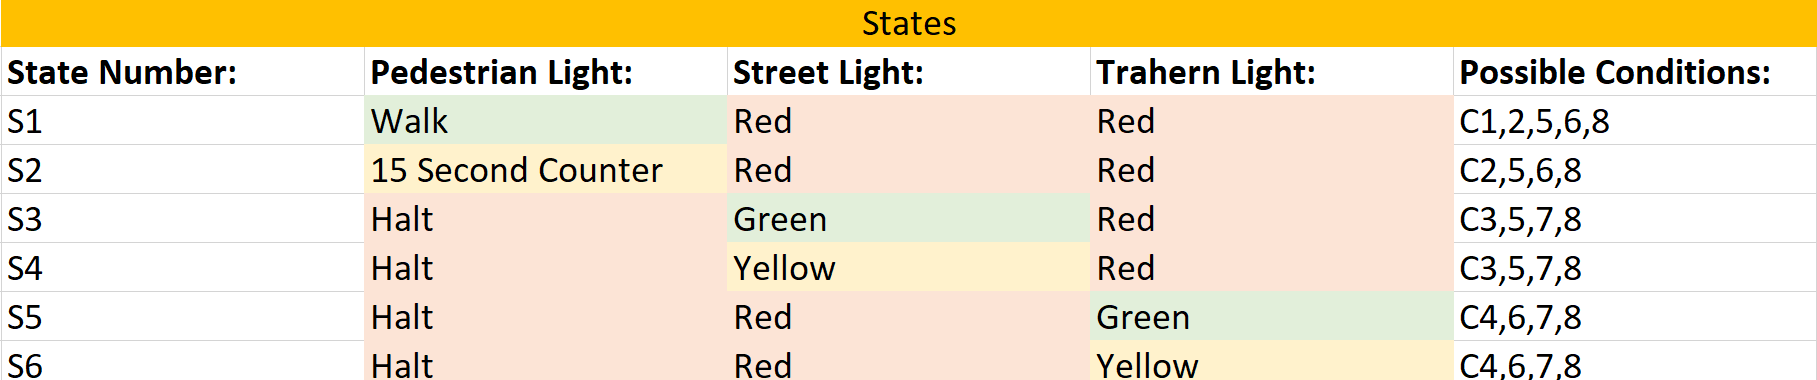 States
State Number: Pedestrian Light: Street Light: Trahern Light: Possible Conditions:
S1 Walk Red Red C1,2,5,6,8
S2 15 Second Counter Red Red C2,5,6,8
S3 Halt Green Red C3,5,7,8
S4 Halt Yellow Red C3,5,7,8
S5 Halt Red Green C4,6,7,8
S6 Halt Red Yellow C4,6,7,8